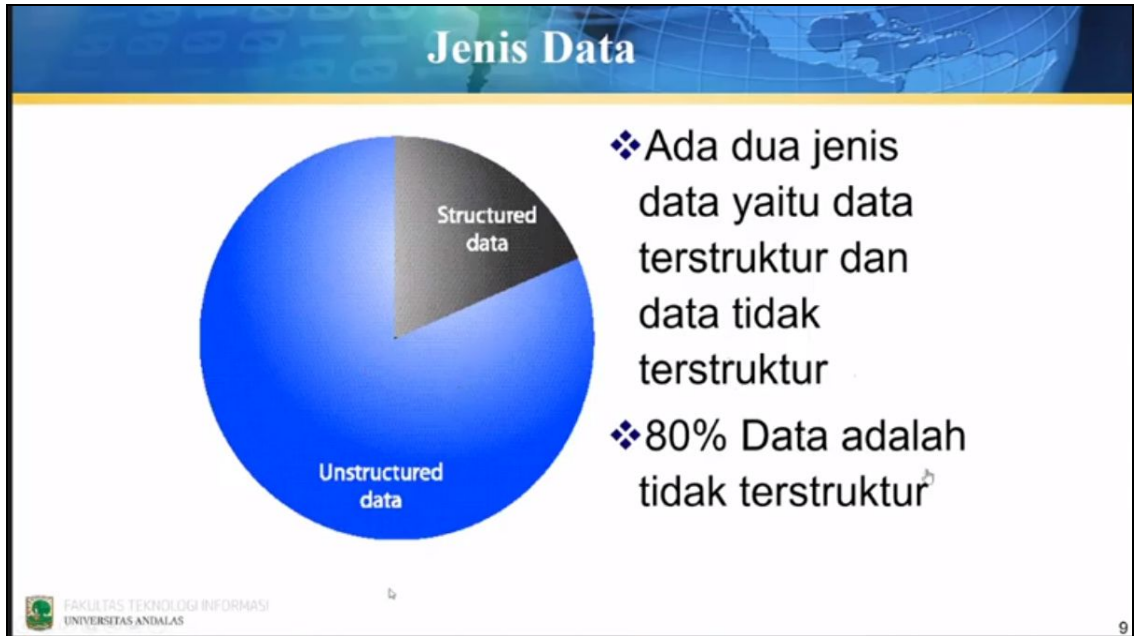 Jenis Data
Structured
data
Unstructured
data
❖Ada dua jenis
data yaitu data
terstruktur dan
data tidak
terstruktur
❖80% Data adalah
tidak terstruktur
FAKULTAS TEKNOLOGI INFORMASI
UNIVERSITAS ANDALAS
9